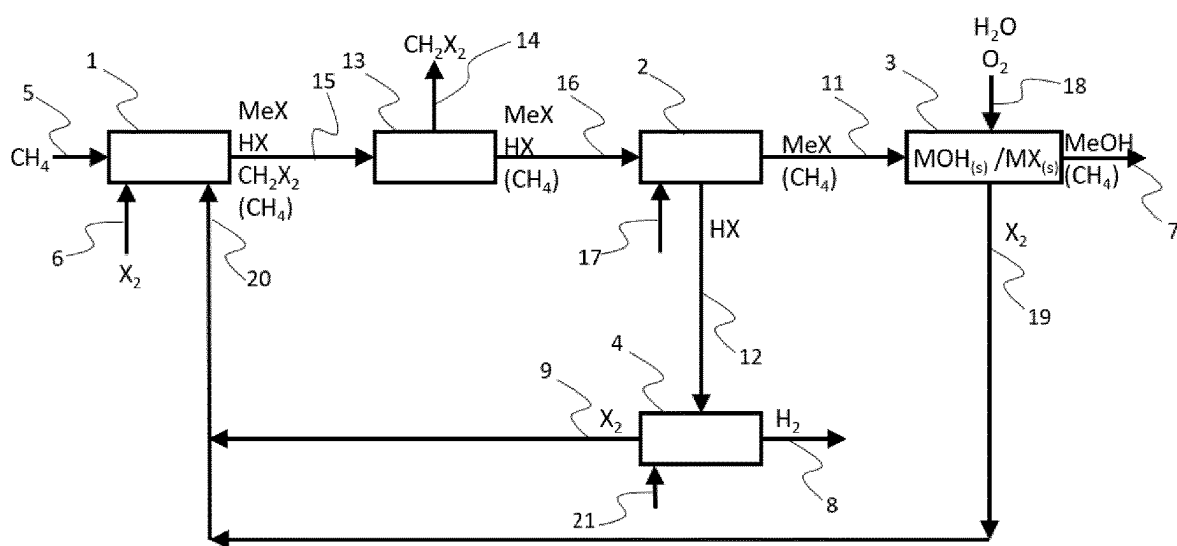 H₂O
O₂
CH₂X₂
14
1
13
2
3
18
5
15
16
11
MeX
HX
CH₂X₂
(CH₄)
MeX
HX
(CH₄)
MeX
(CH₄)
MOH₍ₛ₎ /MX₍ₛ₎
MeOH
(CH₄)
CH₄
7
6
X₂
20
17
HX
X₂
19
12
4
9
X₂
H₂
8
21